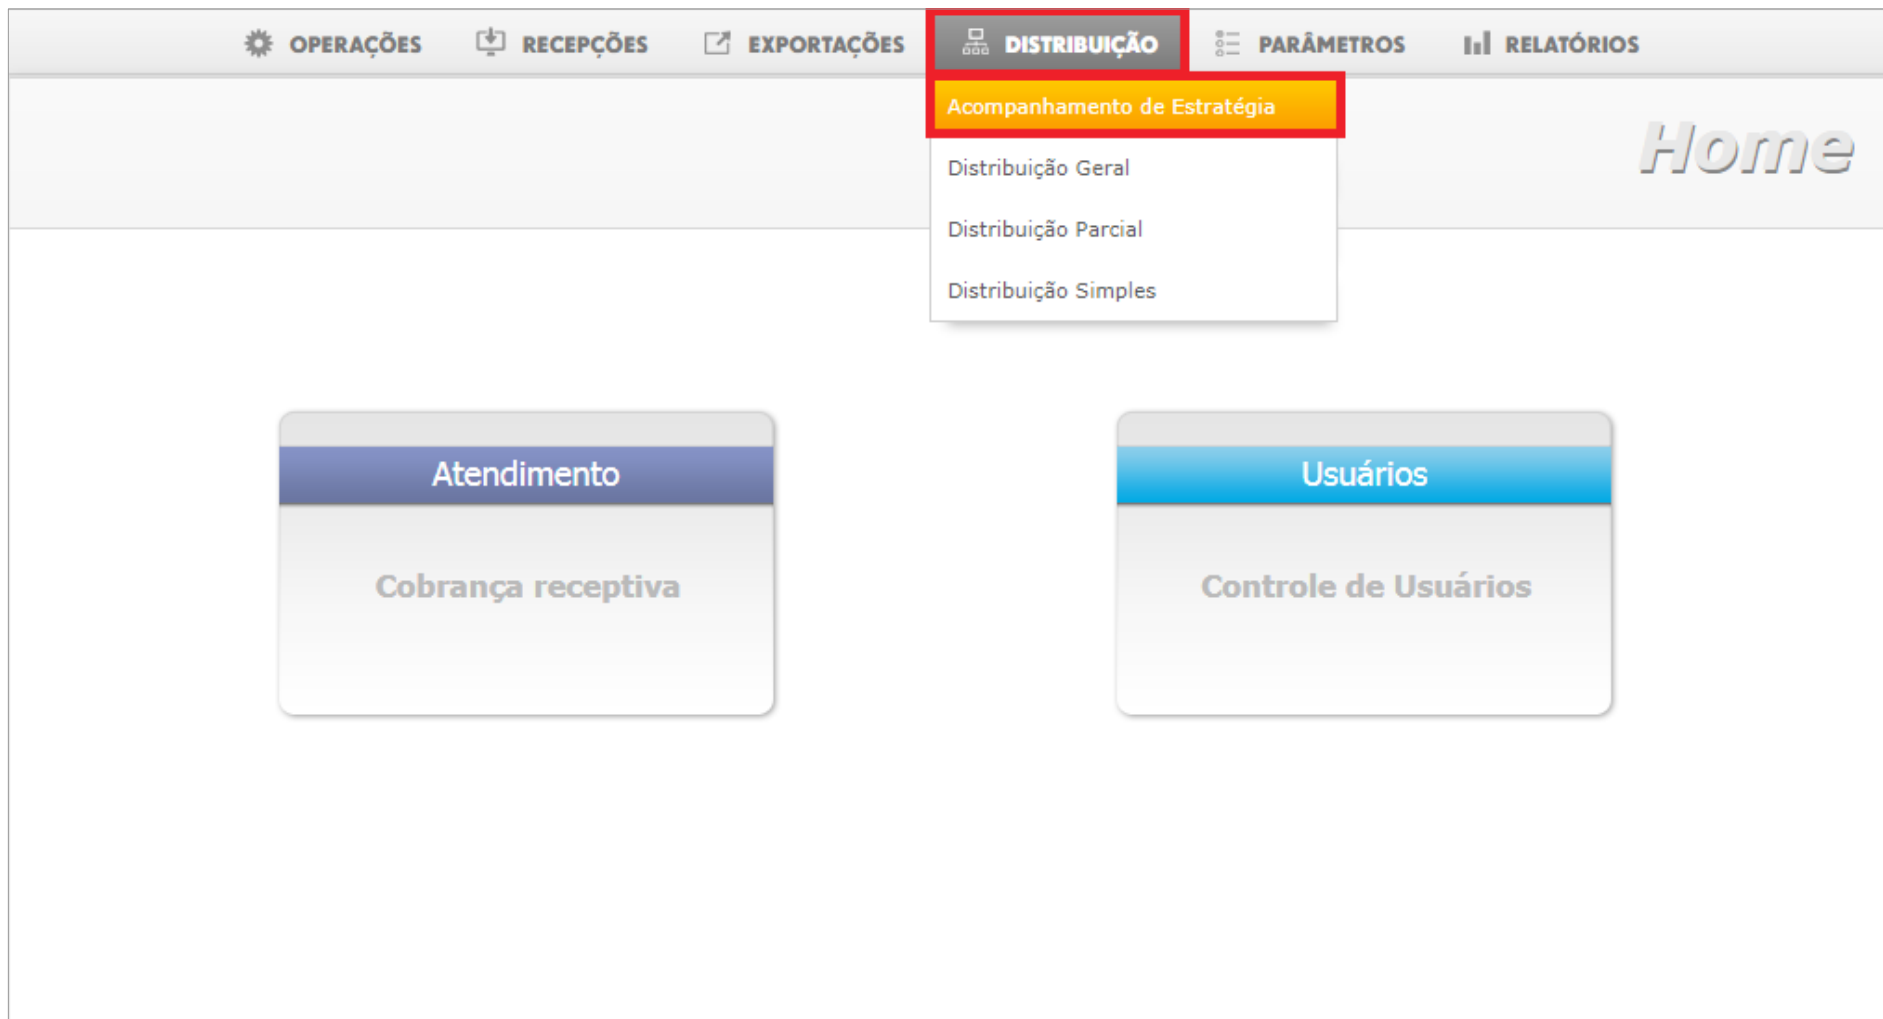 OPERAÇÕES RECEPÇÕES EXPORTAÇÕES DISTRIBUIÇÃO PARÂMETROS RELATÓRIOS
Acompanhamento de Estratégia
Home
Distribuição Geral
Distribuição Parcial
Distribuição Simples
Atendimento
Cobrança receptiva
Usuários
Controle de Usuários